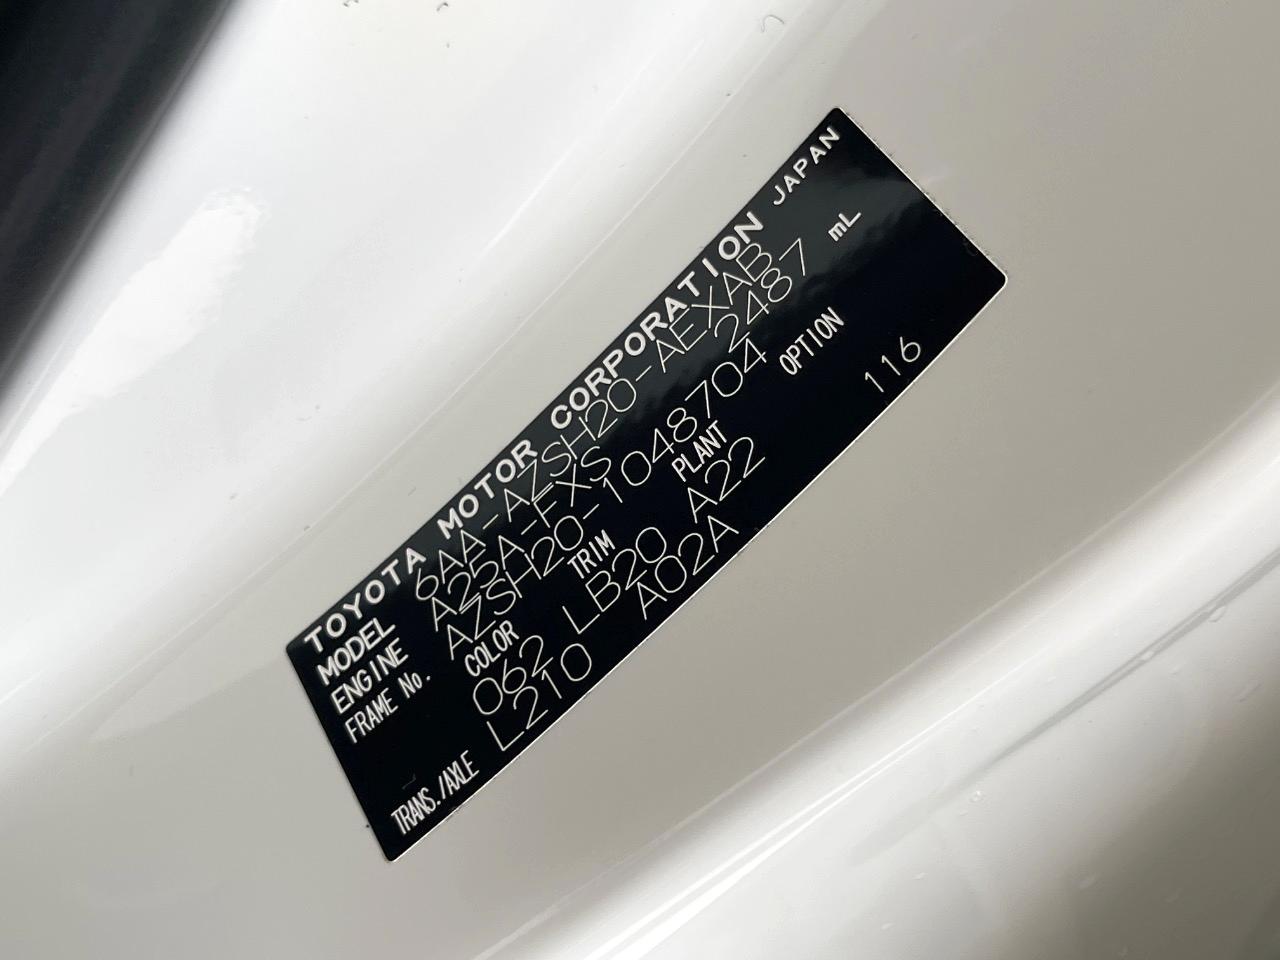 TOYOTA MOTOR CORPORATION JAPAN
MODEL 6AA-AZSH20-AEXAB
ENGINE A25A-FXS 2487 mL
FRAME No. AZSH20-1048704
COLOR TRIM PLANT OPTION
062 LB20 A22 116
TRANS./AXLE L210 A02A